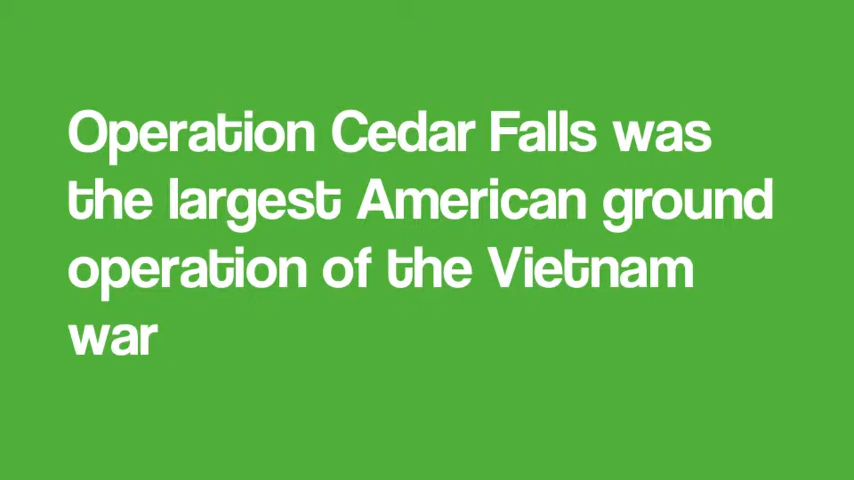 Operation Cedar Falls was
the largest American ground
operation of the Vietnam
war